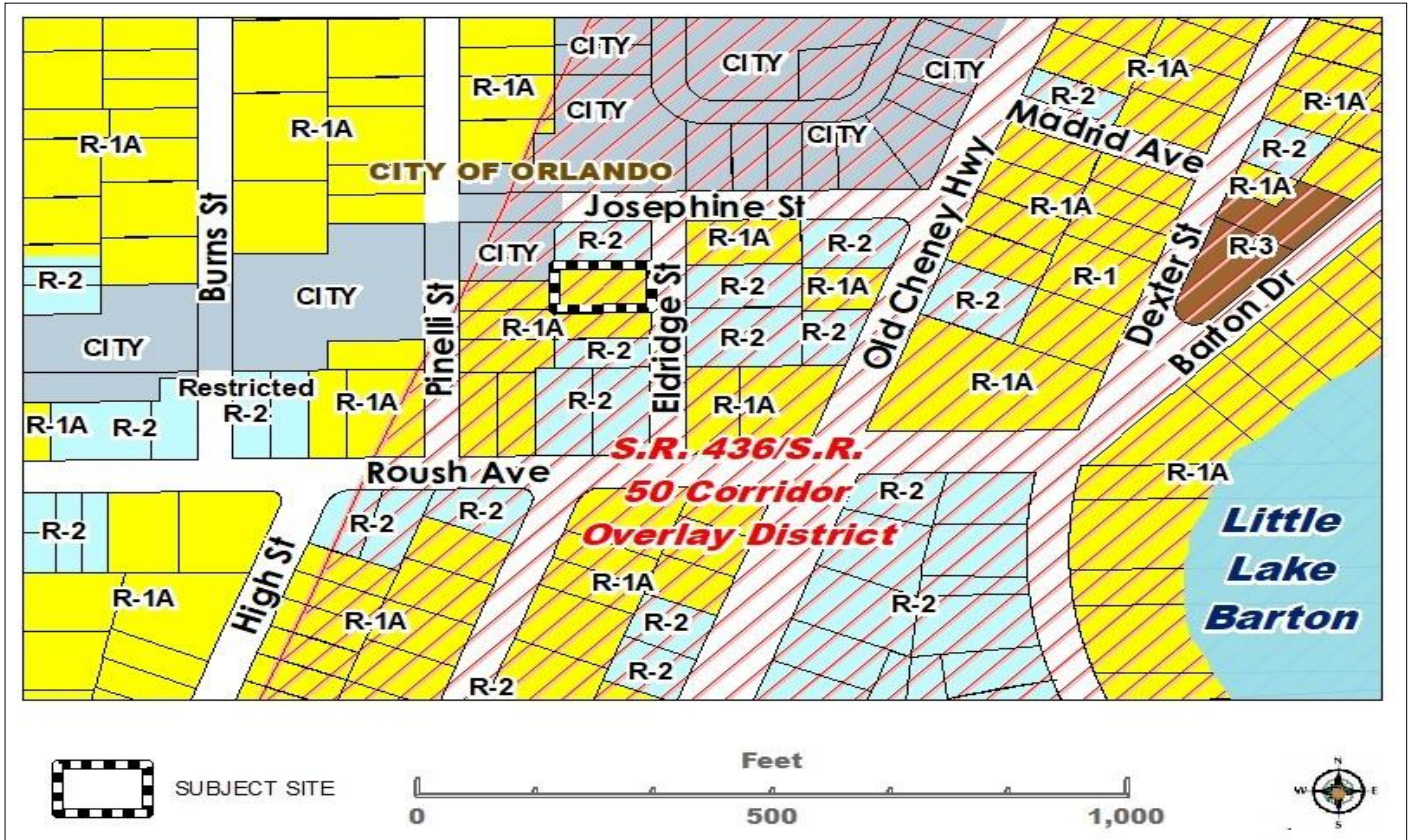 CITY
CITY
CITY
R-1A
R-1A
R-1A
R-2
CITY
R-1A
R-1A
CITY
Madrid Ave
R-2
CITY OF ORLANDO
R-1A
Josephine St
R-1A
Burns St
R-2
R-1A
R-2
Old Cheney Hwy
R-3
CITY
R-2
CITY
Pinelli St
Eldridge St
R-2
R-1A
R-2
R-1
Dexter St
Barton Dr
R-1A
R-2
R-2
CITY
R-2
Restricted
R-2
R-1A
R-2
R-1A
R-1A
R-1A
R-2
S.R. 436/S.R.
50 Corridor
Overlay District
Roush Ave
R-1A
R-2
R-2
R-2
R-2
Little
Lake
Barton
High St
R-1A
R-1A
R-1A
R-2
R-2
R-2
R-2
SUBJECT SITE
Feet
0 500 1,000
N
W E
S